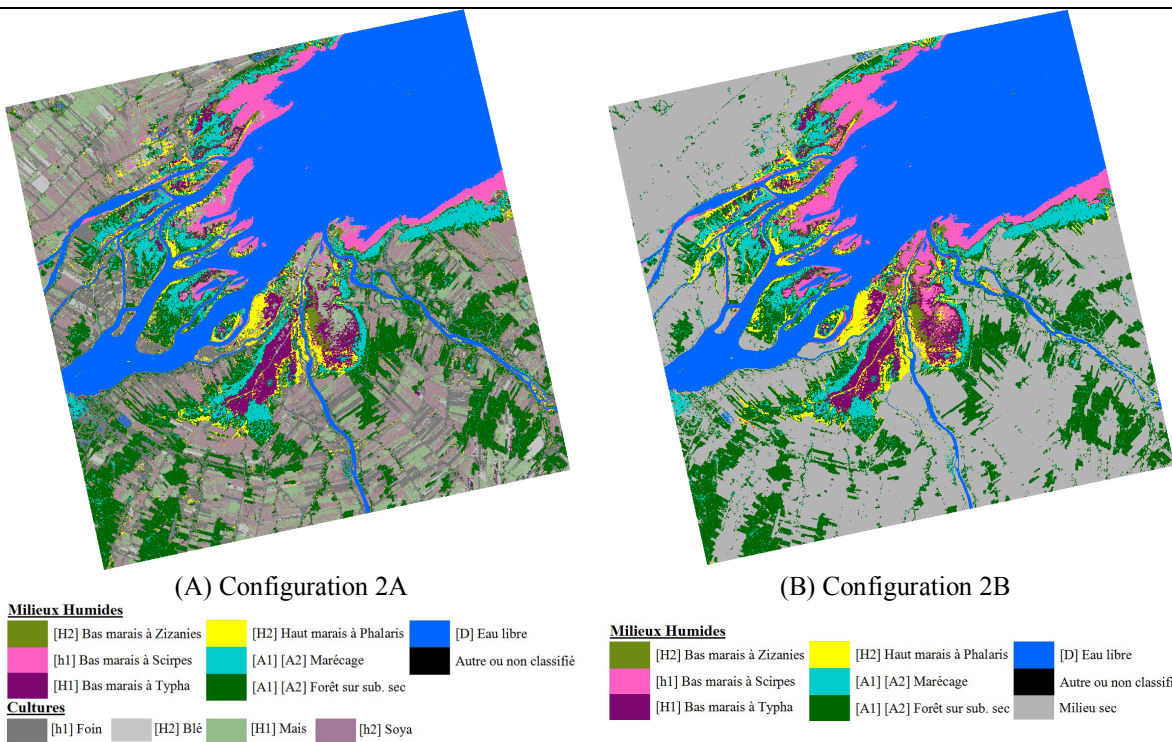 (A) Configuration 2A
(B) Configuration 2B
Milieux Humides
[H2] Bas marais à Zizanies
[H2] Haut marais à Phalaris
[D] Eau libre
[h1] Bas marais à Scirpes
[A1] [A2] Marécage
Autre ou non classifié
[H1] Bas marais à Typha
[A1] [A2] Forêt sur sub. sec
Cultures
[h1] Foin
[H2] Blé
[H1] Mais
[h2] Soya
Milieux Humides
[H2] Bas marais à Zizanies
[H2] Haut marais à Phalaris
[D] Eau libre
[h1] Bas marais à Scirpes
[A1] [A2] Marécage
Autre ou non classifi
[H1] Bas marais à Typha
[A1] [A2] Forêt sur sub. sec
Milieu sec